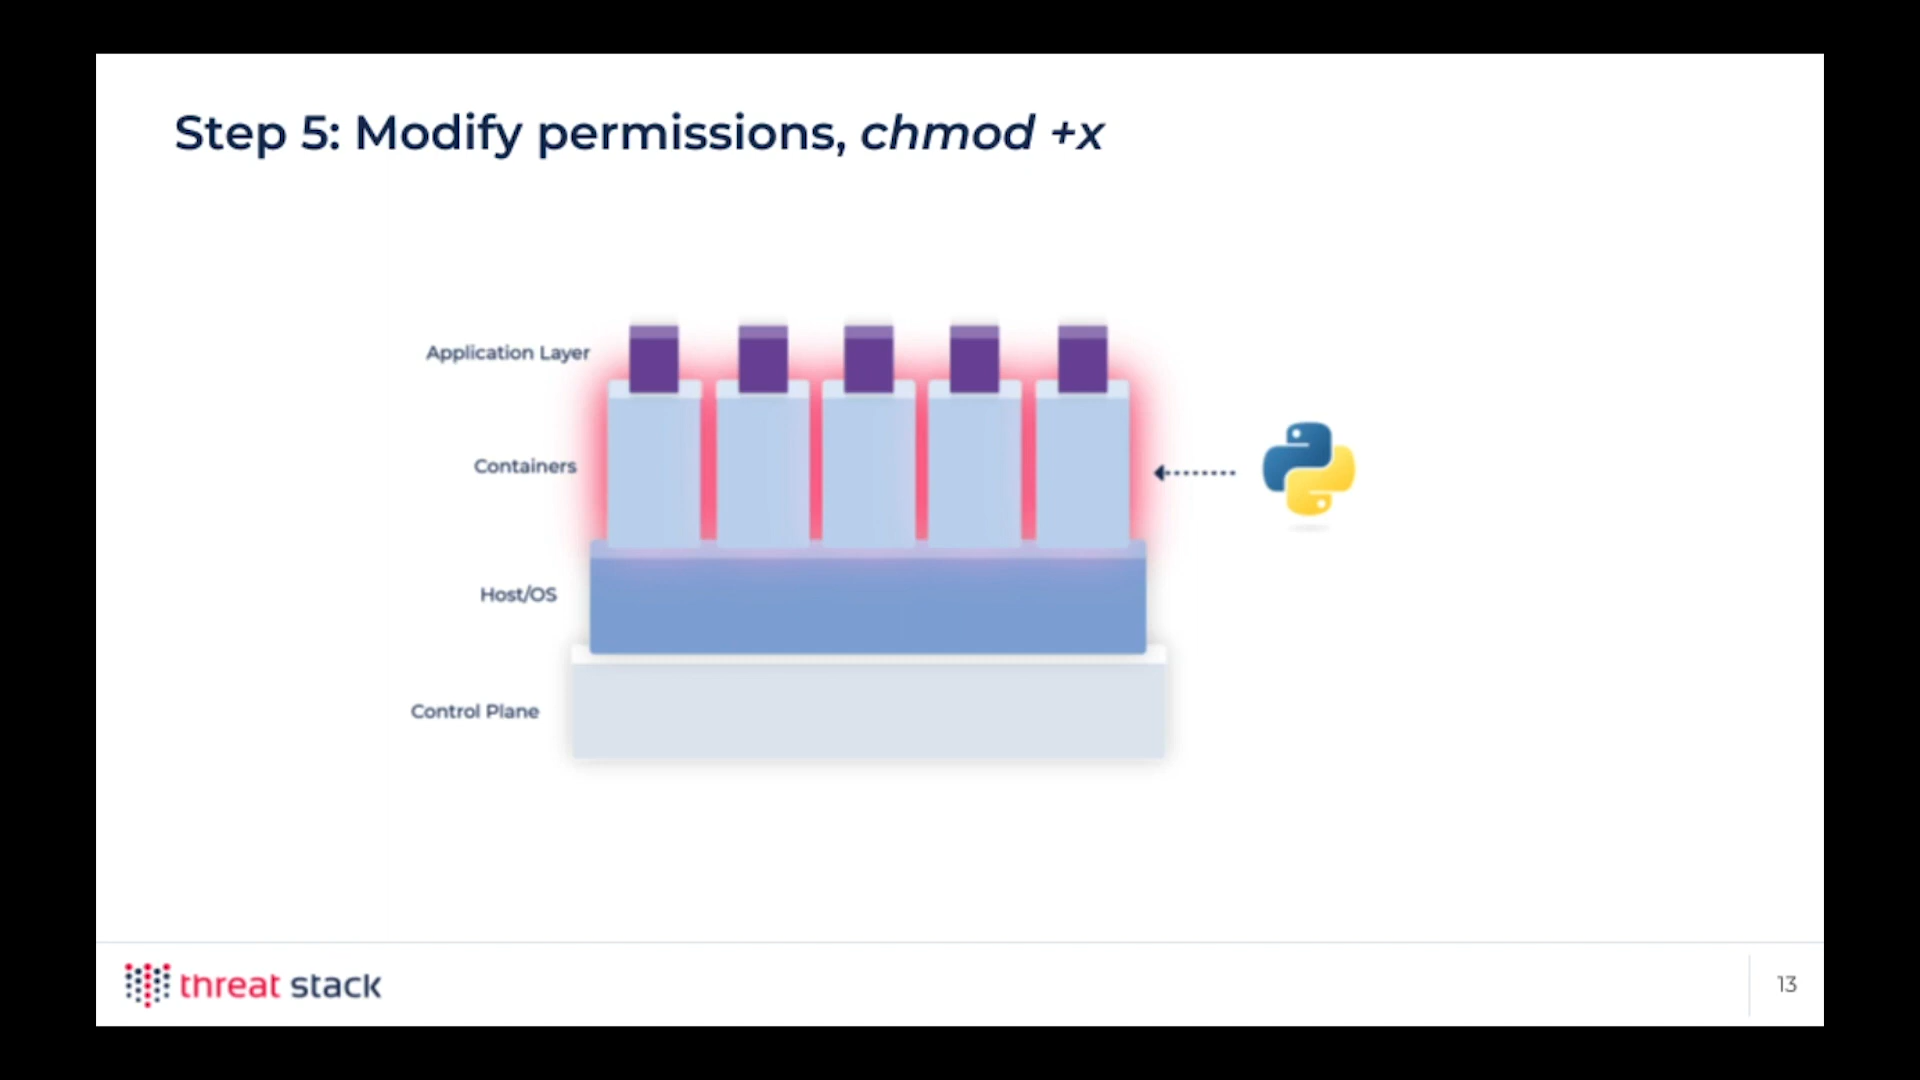 Step 5: Modify permissions, chmod +x
Application Layer
Containers
Host/OS
Control Plane
threat stack
13